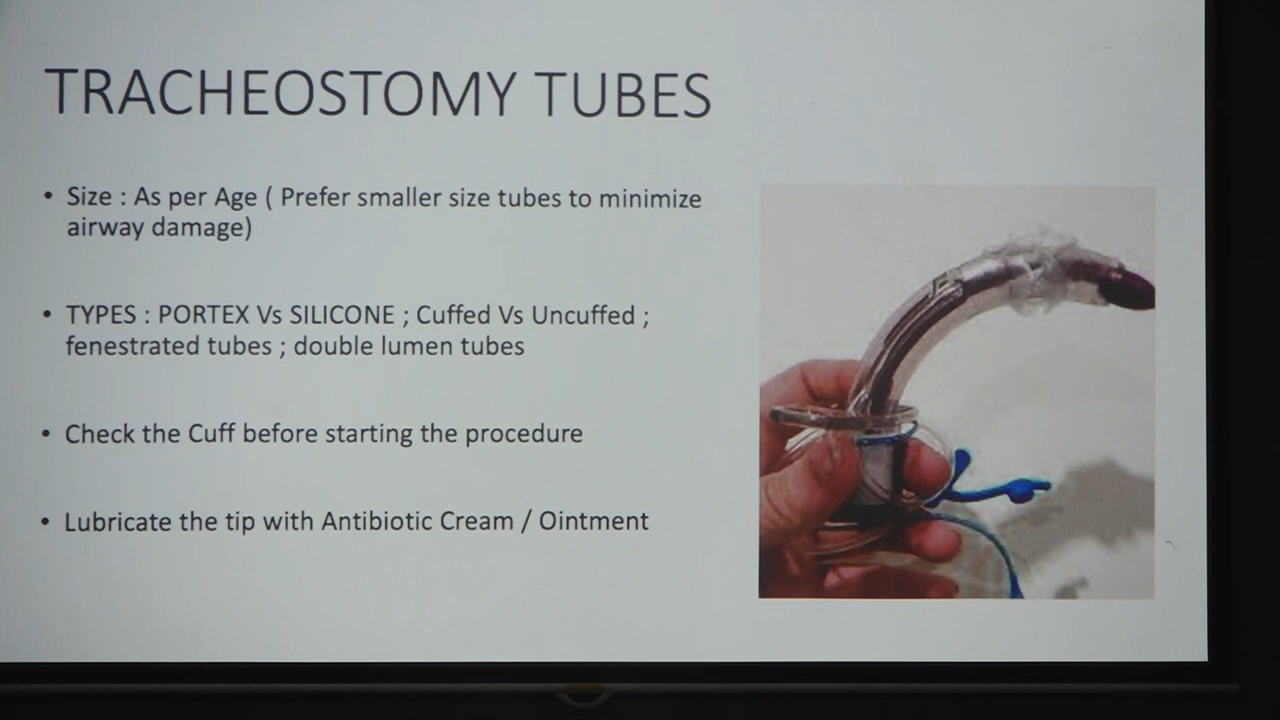 TRACHEOSTOMY TUBES
• Size : As per Age ( Prefer smaller size tubes to minimize
airway damage)
• TYPES : PORTEX Vs SILICONE ; Cuffed Vs Uncuffed ;
fenestrated tubes ; double lumen tubes
• Check the Cuff before starting the procedure
• Lubricate the tip with Antibiotic Cream / Ointment